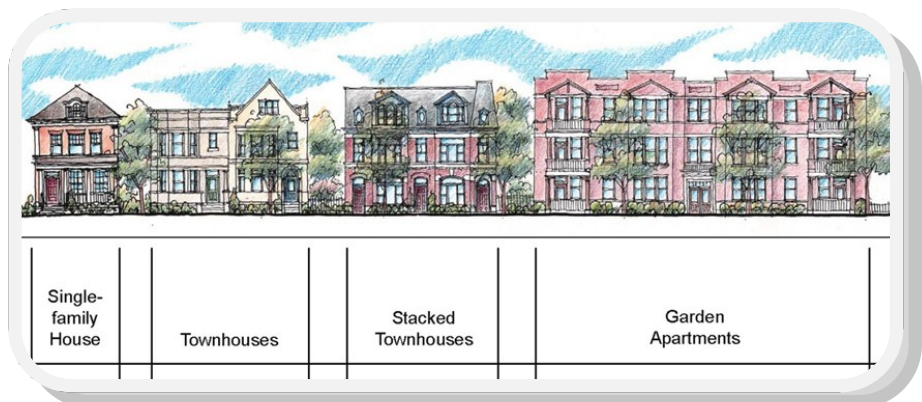 Single-
family
House
Townhouses
Stacked
Townhouses
Garden
Apartments